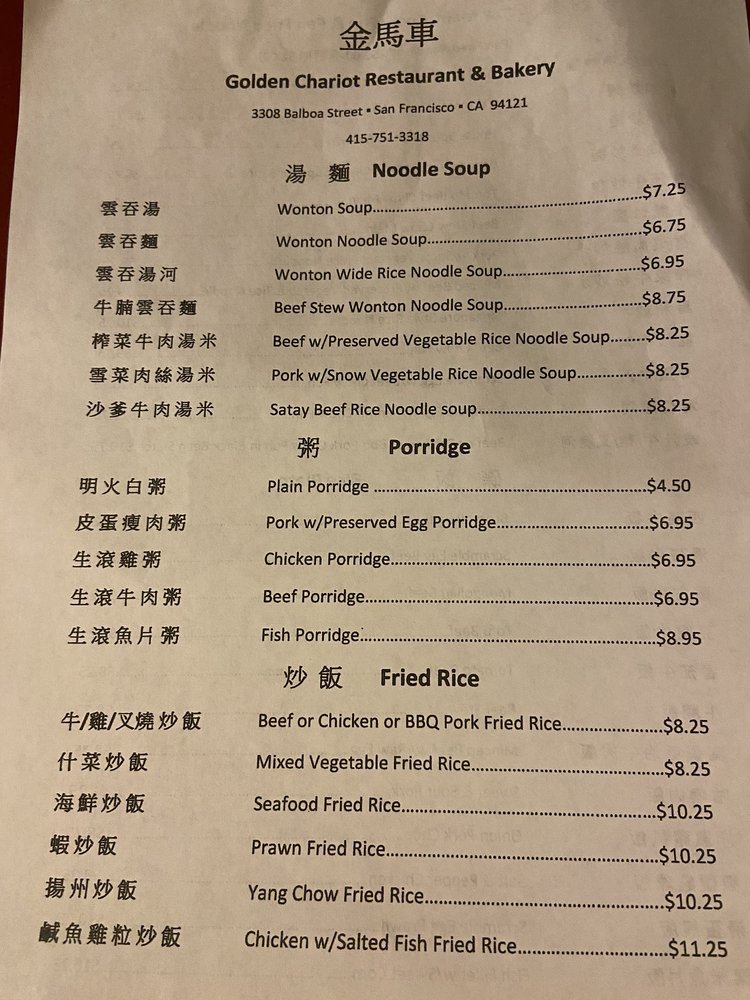 金馬車
Golden Chariot Restaurant & Bakery
3308 Balboa Street ▪ San Francisco ▪ CA 94121
415-751-3318
湯 麵 Noodle Soup
雲吞湯 Wonton Soup....................$7.25
雲吞麵 Wonton Noodle Soup....................$6.75
雲吞湯河 Wonton Wide Rice Noodle Soup....................$6.95
牛腩雲吞麵 Beef Stew Wonton Noodle Soup....................$8.75
榨菜牛肉湯米 Beef w/Preserved Vegetable Rice Noodle Soup........$8.25
雪菜肉絲湯米 Pork w/Snow Vegetable Rice Noodle Soup..............$8.25
沙爹牛肉湯米 Satay Beef Rice Noodle soup....................$8.25
粥 Porridge
明火白粥 Plain Porridge ....................$4.50
皮蛋瘦肉粥 Pork w/Preserved Egg Porridge....................$6.95
生滾雞粥 Chicken Porridge....................$6.95
生滾牛肉粥 Beef Porridge....................$6.95
生滾魚片粥 Fish Porridge....................$8.95
炒 飯 Fried Rice
牛/雞/叉燒炒飯 Beef or Chicken or BBQ Pork Fried Rice....................$8.25
什菜炒飯 Mixed Vegetable Fried Rice....................$8.25
海鮮炒飯 Seafood Fried Rice....................$10.25
蝦炒飯 Prawn Fried Rice....................$10.25
揚州炒飯 Yang Chow Fried Rice....................$10.25
鹹魚雞粒炒飯 Chicken w/Salted Fish Fried Rice....................$11.25